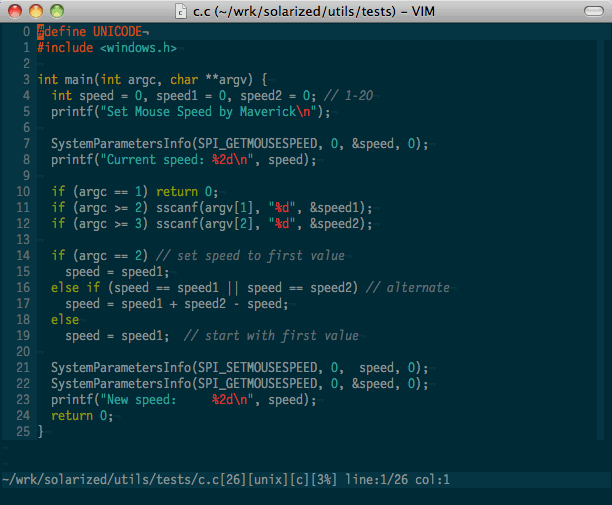 c.c (~/wrk/solarized/utils/tests) – VIM
0 #define UNICODE¬
1 #include <windows.h>¬
2 ¬
3 int main(int argc, char **argv) {¬
4   int speed = 0, speed1 = 0, speed2 = 0; // 1-20¬
5   printf("Set Mouse Speed by Maverick\n");¬
6 ¬
7   SystemParametersInfo(SPI_GETMOUSESPEED, 0, &speed, 0);¬
8   printf("Current speed: %2d\n", speed);¬
9 ¬
10   if (argc == 1) return 0;¬
11   if (argc >= 2) sscanf(argv[1], "%d", &speed1);¬
12   if (argc >= 3) sscanf(argv[2], "%d", &speed2);¬
13 ¬
14   if (argc == 2) // set speed to first value¬
15     speed = speed1;¬
16   else if (speed == speed1 || speed == speed2) // alternate¬
17     speed = speed1 + speed2 - speed;¬
18   else¬
19     speed = speed1;  // start with first value¬
20 ¬
21   SystemParametersInfo(SPI_SETMOUSESPEED, 0,  speed, 0);¬
22   SystemParametersInfo(SPI_GETMOUSESPEED, 0, &speed, 0);¬
23   printf("New speed:     %2d\n", speed);¬
24   return 0;¬
25 }¬
~/wrk/solarized/utils/tests/c.c[26][unix][c][3%] line:1/26 col:1